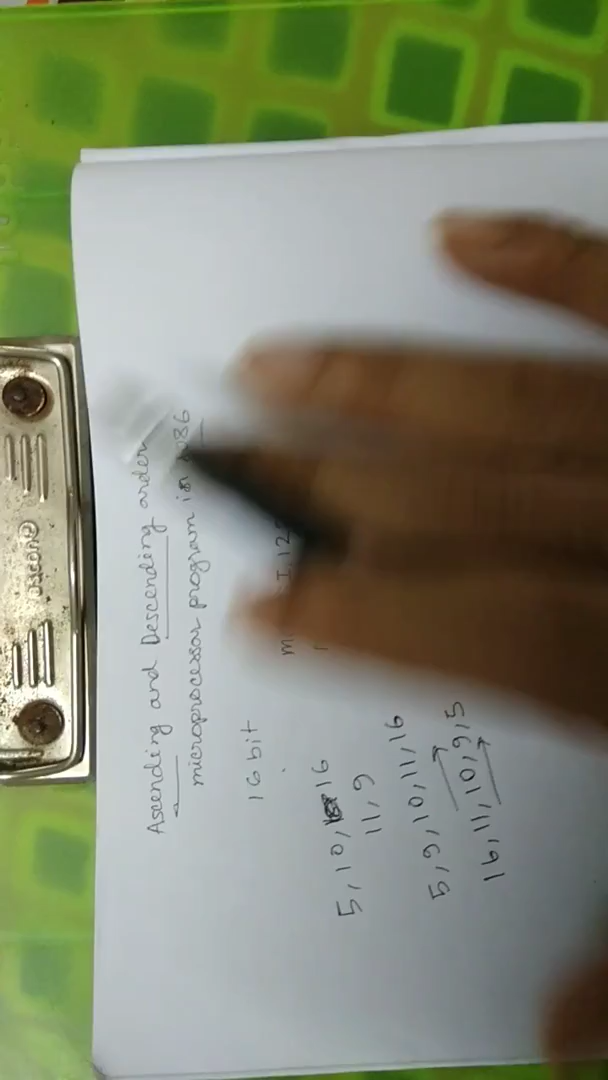 Ascending and Descending order
microprocessor program in 8086
16 bit
5, 10, 16
11, 9
5, 9, 10, 11, 16
16, 11, 10, 9, 5